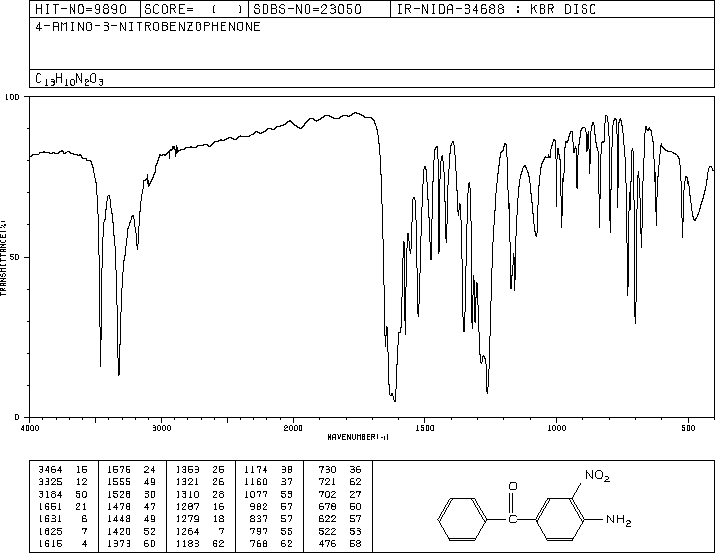 HIT-NO=9890 SCORE= ( ) SDBS-NO=23050 IR-NIDA-34688 : KBR DISC
4-AMINO-3-NITROBENZOPHENONE
C13H10N2O3
100
TRANSMITTANCE(%)
50
0
4000 3000 2000 1500 1000 500
WAVENUMBER(-1)
3464 15 1576 24 1353 25 1174 38 730 36
3325 12 1555 49 1321 26 1160 37 721 62
3184 50 1528 30 1310 28 1077 53 702 27
1651 21 1478 47 1287 16 982 57 678 50
1631 6 1448 49 1279 18 837 57 622 57
1625 7 1420 52 1264 7 797 55 522 53
1615 4 1373 60 1183 62 768 62 476 58
NO2
O
C
NH2